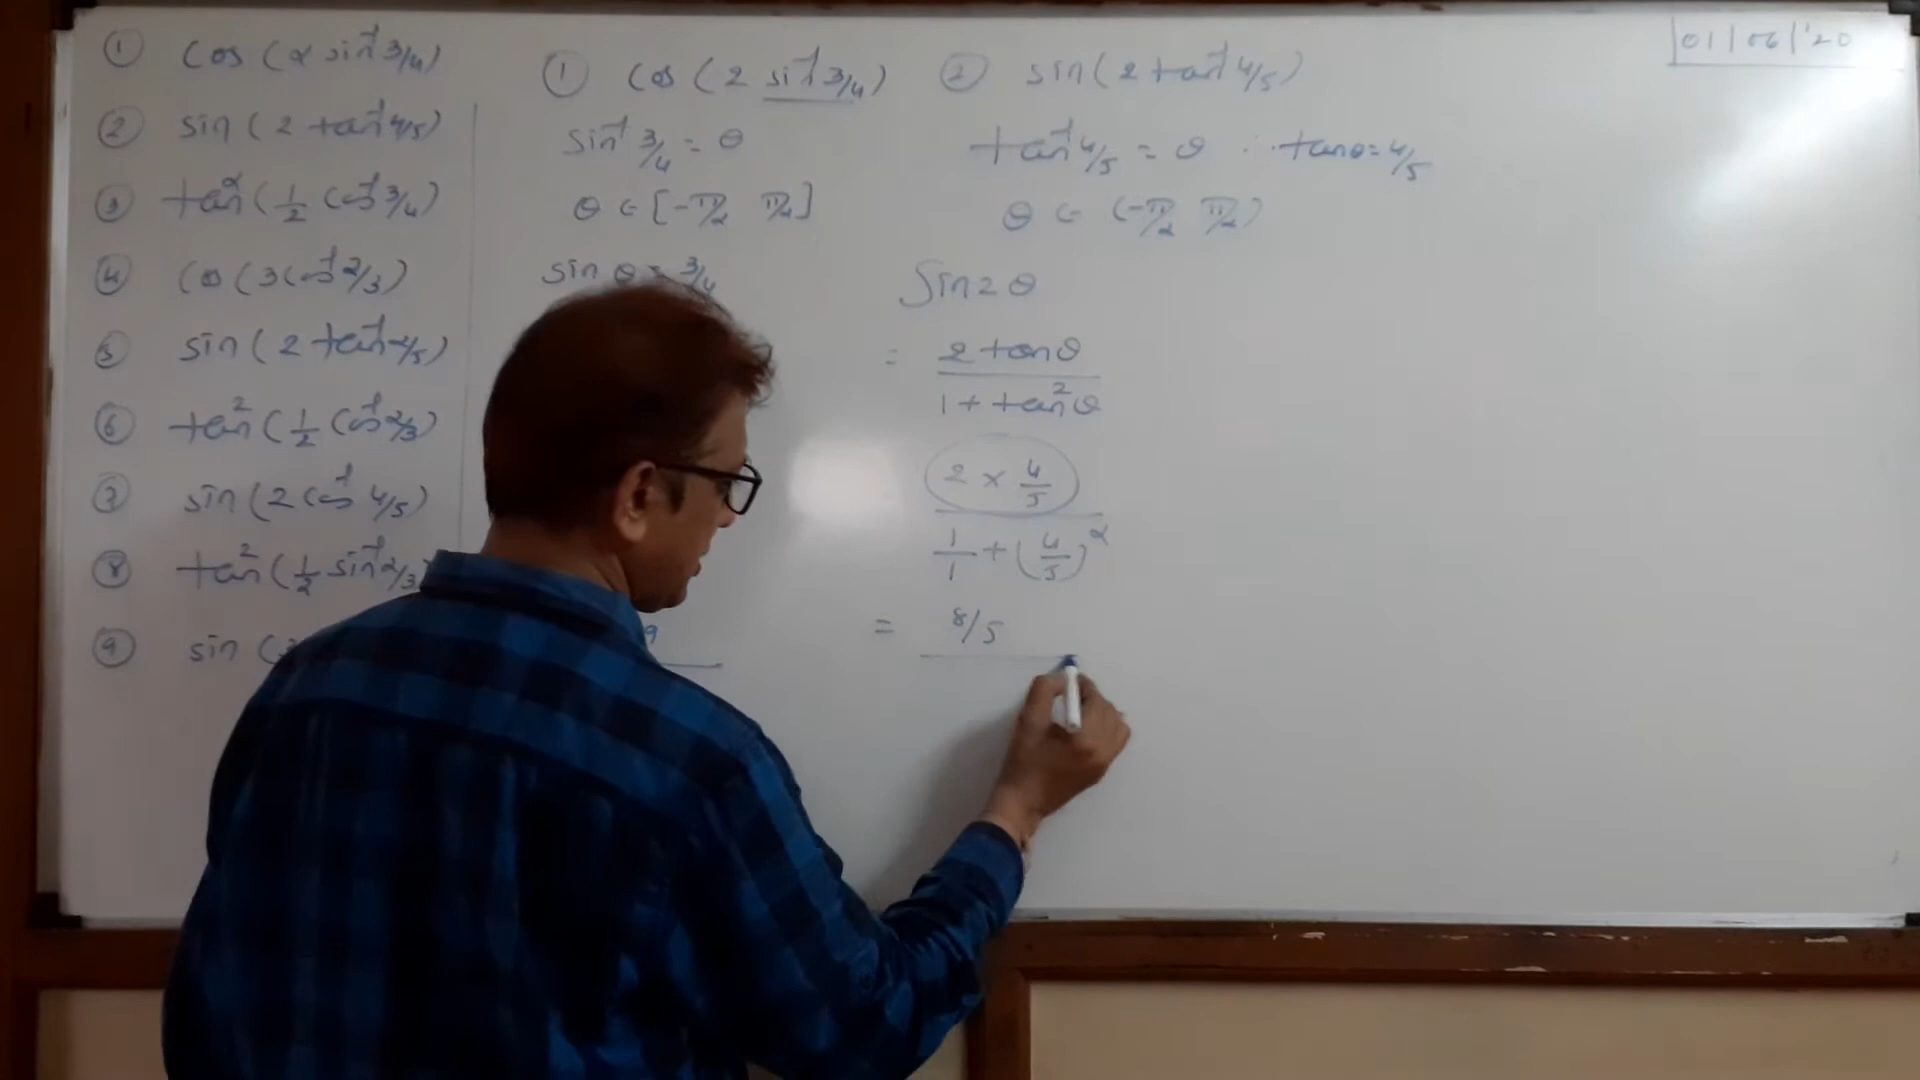 ① cos (2 sin⁻¹ 3/4)
② sin (2 tan⁻¹ 4/5)
③ tan² (1/2 cos⁻¹ 3/4)
④ cos (3 cos⁻¹ 2/3)
⑤ sin (2 tan⁻¹ 4/5)
⑥ tan² (1/2 cos⁻¹ 2/3)
⑦ sin (2 cos⁻¹ 4/5)
⑧ tan² (1/2 sin⁻¹ 2/3)
⑨ sin (
① cos (2 sin⁻¹ 3/4)
sin⁻¹ 3/4 = θ
θ ∈ [-π/2 π/2]
sin θ = 3/4
9
② sin (2 tan⁻¹ 4/5)
tan⁻¹ 4/5 = θ ∴ tanθ = 4/5
θ ∈ (-π/2 π/2)
sin 2θ
= 2 tanθ
1 + tan²θ
2 × 4/5
1/1 + (4/5)²
= 8/5
01/06/'20